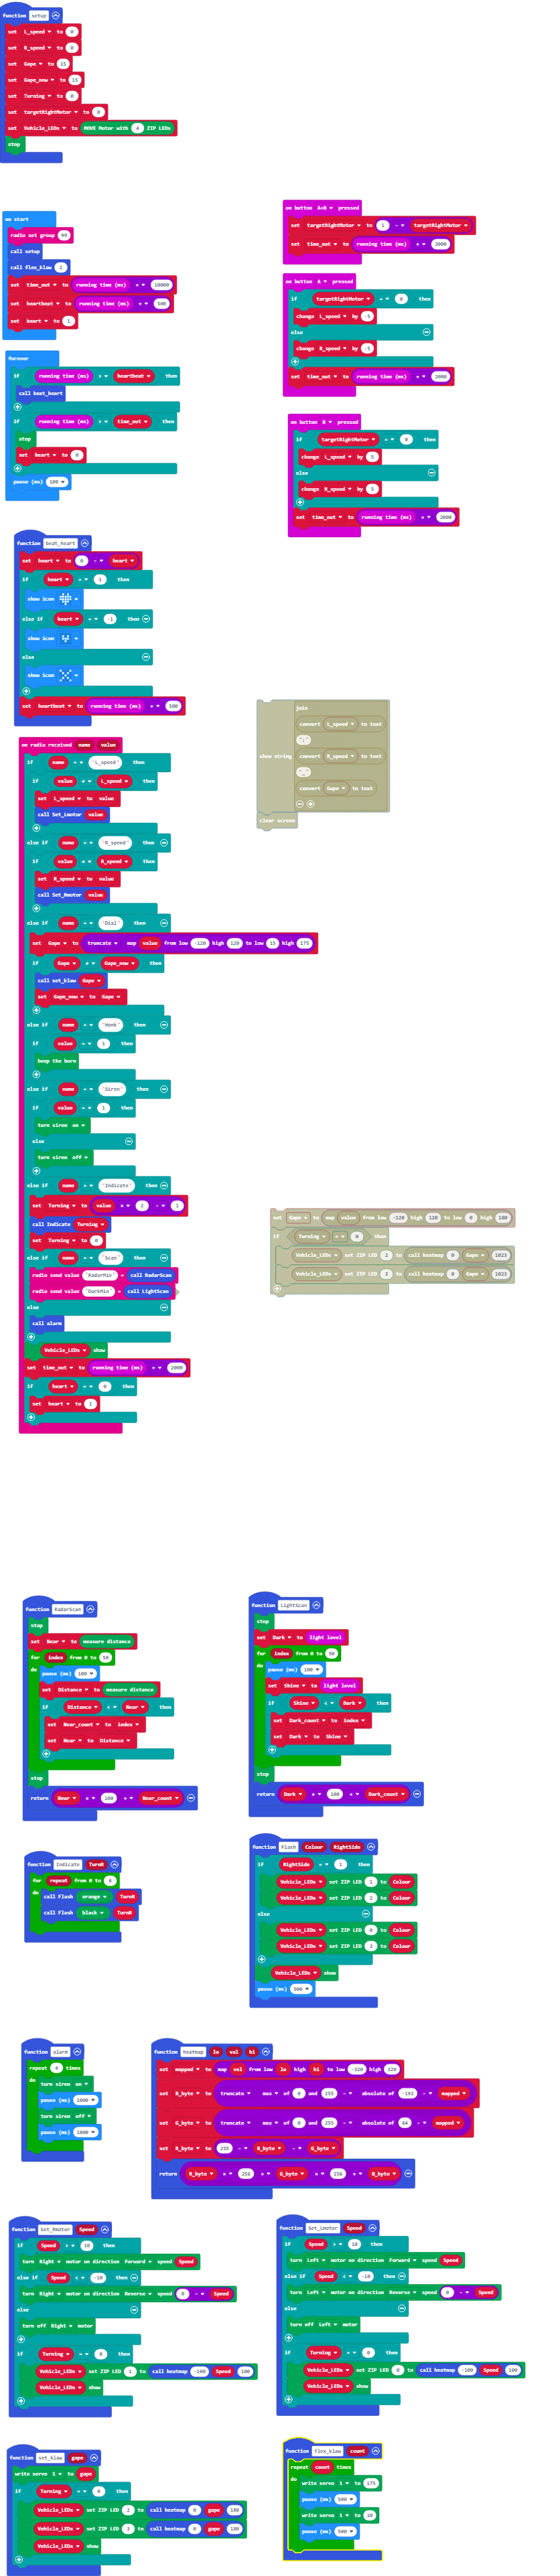 function setup
set L_speed to 0
set R_speed to 0
set Gape to 15
set Gape_now to 15
set Turning to 0
set targetRightMotor to 0
set Vehicle_LEDs to MOVE Motor with 4 ZIP LEDs
stop
on start
radio set group
call setup
call flex_klaw 2
set time_out to running time (ms) + 10000
set heartbeat to running time (ms) + 500
set heart to 1
forever
if running time (ms) > heartbeat then
call beat_heart
if running time (ms) > time_out then
stop
set heart to 0
pause (ms) 100
on button A+B pressed
set targetRightMotor to 1 - targetRightMotor
set time_out to running time (ms) + 2000
on button A pressed
if targetRightMotor = 0 then
change L_speed by -5
else
change R_speed by -5
set time_out to running time (ms) + 2000
on button B pressed
if targetRightMotor = 0 then
change L_speed by 5
else
change R_speed by 5
set time_out to running time (ms) + 2000
function beat_heart
set heart to 0 - heart
if heart = 1 then
show icon
else if heart = -1 then
show icon
else
show icon
set heartbeat to running time (ms) + 500
show string
join
convert L_speed to text
convert R_speed to text
convert Gape to text
clear screen
on radio received name value
if name = "L_speed" then
if value ≠ L_speed then
set L_speed to value
call Set_Lmotor value
else if name = "R_speed" then
if value ≠ R_speed then
set R_speed to value
call Set_Rmotor value
else if name = "Dial" then
set Gape to truncate map value from low -120 high 120 to low 15 high 175
if Gape ≠ Gape_now then
call set_klaw Gape
set Gape_now to Gape
else if name = "Honk" then
if value = 1 then
beep the horn
else if name = "Siren" then
if value = 1 then
turn siren on
else
turn siren off
else if name = "Indicate" then
set Turning to value × 2 - 1
call Indicate Turning
set Turning to 0
else if name = "Scan" then
radio send value "RadarMin" = call RadarScan
radio send value "DarkMin" = call LightScan
else
call alarm
Vehicle_LEDs show
set time_out to running time (ms) + 2000
if heart = 0 then
set heart to 1
set Gape to map value from low -120 high 120 to low 0 high 180
if Turning = 0 then
Vehicle_LEDs set ZIP LED 2 to call heatmap 0 Gape 1023
Vehicle_LEDs set ZIP LED 3 to call heatmap 0 Gape 1023
function RadarScan
stop
set Near to measure distance
for index from 0 to 50
do pause (ms) 100
set Distance to measure distance
if Distance < Near then
set Near_count to index
set Near to Distance
stop
return Near × 100 + Near_count
function LightScan
stop
set Dark to light level
for index from 0 to 50
do pause (ms) 100
set Shine to light level
if Shine < Dark then
set Dark_count to index
set Dark to Shine
stop
return Dark × 100 + Dark_count
function Indicate TurnR
for repeat from 0 to 6
do call Flash orange TurnR
call Flash black TurnR
function Flash Colour RightSide
if RightSide = 1 then
Vehicle_LEDs set ZIP LED 1 to Colour
Vehicle_LEDs set ZIP LED 2 to Colour
else
Vehicle_LEDs set ZIP LED 0 to Colour
Vehicle_LEDs set ZIP LED 3 to Colour
Vehicle_LEDs show
pause (ms) 500
function alarm
repeat 4 times
do turn siren on
pause (ms) 1000
turn siren off
pause (ms) 1000
function heatmap lo val hi
set mapped to map val from low lo high hi to low -320 high 320
set B_byte to truncate max of 0 and 255 - absolute of -192 - mapped
set G_byte to truncate max of 0 and 255 - absolute of 64 - mapped
set R_byte to 255 - B_byte - G_byte
return R_byte × 256 + G_byte × 256 + B_byte
function Set_Rmotor Speed
if Speed > 10 then
turn Right motor on direction Forward speed Speed
else if Speed < -10 then
turn Right motor on direction Reverse speed 0 - Speed
else
turn off Right motor
if Turning = 0 then
Vehicle_LEDs set ZIP LED 1 to call heatmap -100 Speed 100
Vehicle_LEDs show
function Set_Lmotor Speed
if Speed > 10 then
turn Left motor on direction Forward speed Speed
else if Speed < -10 then
turn Left motor on direction Reverse speed 0 - Speed
else
turn off Left motor
if Turning = 0 then
Vehicle_LEDs set ZIP LED 0 to call heatmap -100 Speed 100
Vehicle_LEDs show
function set_klaw gape
write servo 1 to gape
if Turning = 0 then
Vehicle_LEDs set ZIP LED 2 to call heatmap 0 gape 180
Vehicle_LEDs set ZIP LED 3 to call heatmap 0 gape 180
Vehicle_LEDs show
function flex_klaw count
repeat count times
do write servo 1 to 175
pause (ms) 500
write servo 1 to 10
pause (ms) 500